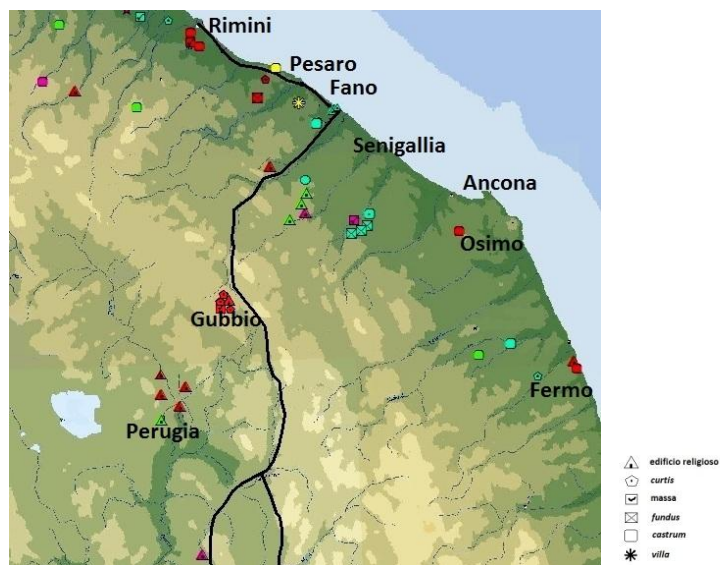 Rimini
Pesaro
Fano
Senigallia
Ancona
Osimo
Gubbio
Fermo
Perugia
edificio religioso
curtis
massa
fundus
castrum
villa